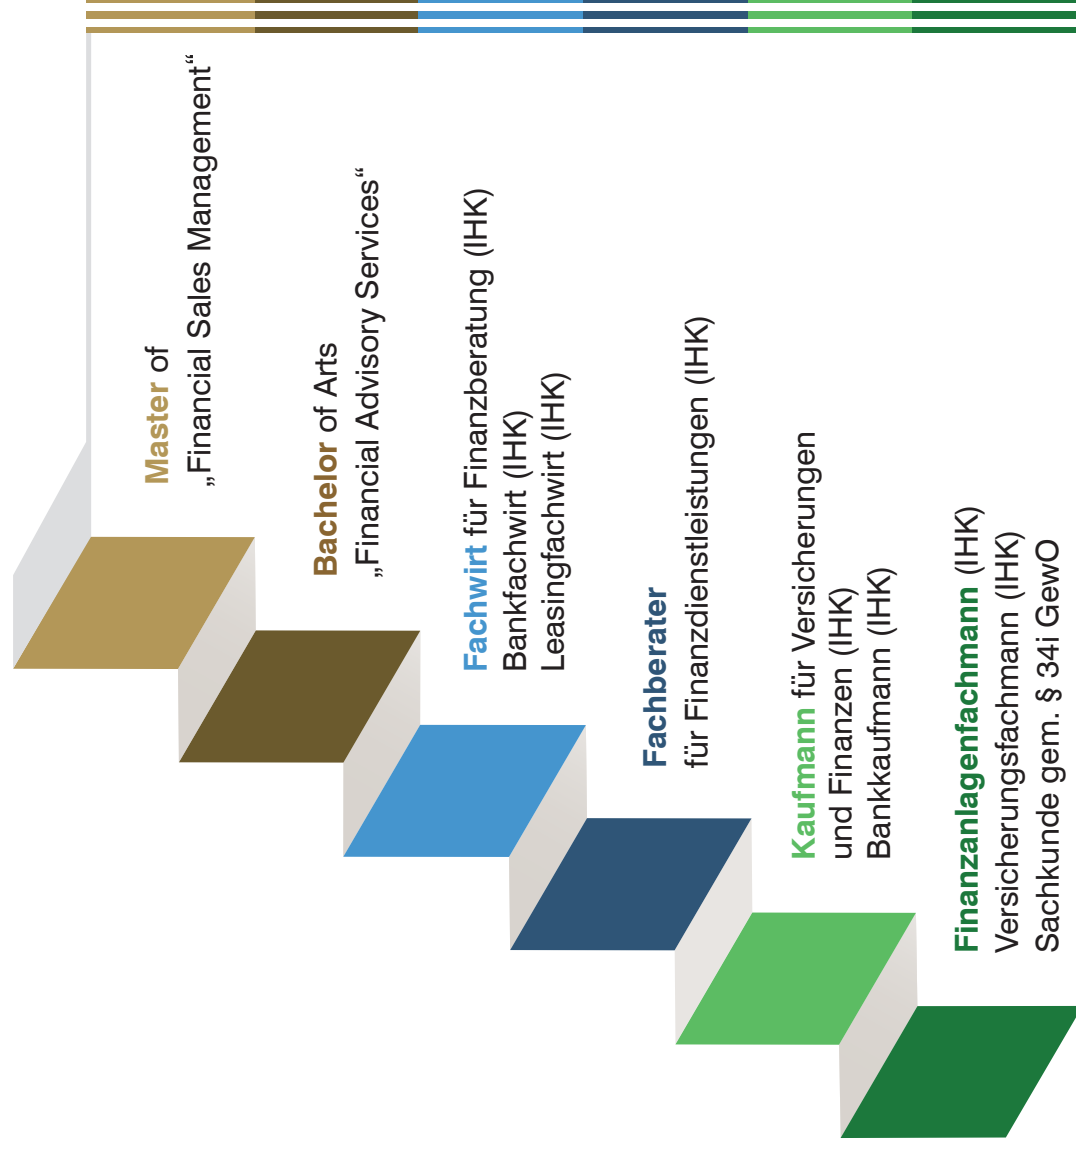 Master of
„Financial Sales Management“
Bachelor of Arts
„Financial Advisory Services“
Fachwirt für Finanzberatung (IHK)
Bankfachwirt (IHK)
Leasingfachwirt (IHK)
Fachberater
für Finanzdienstleistungen (IHK)
Kaufmann für Versicherungen
und Finanzen (IHK)
Bankkaufmann (IHK)
Finanzanlagenfachmann (IHK)
Versicherungsfachmann (IHK)
Sachkunde gem. § 34i GewO